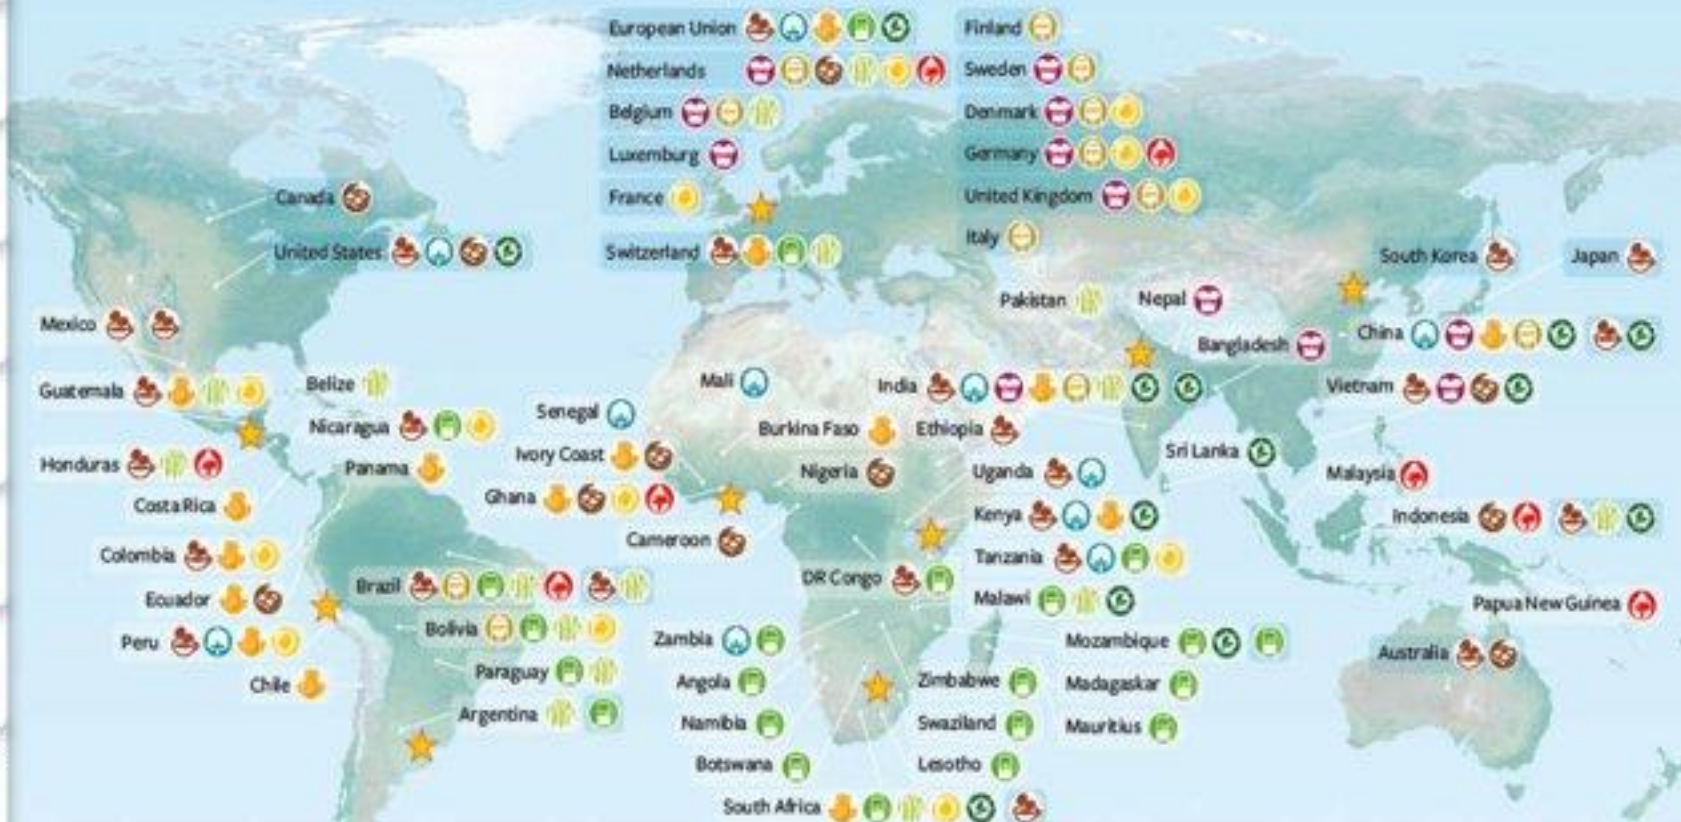 European Union
Netherlands
Belgium
Luxemburg
France
Switzerland
Finland
Sweden
Denmark
Germany
United Kingdom
Italy
Canada
United States
Mexico
Guatemala
Belize
Nicaragua
Honduras
Panama
Costa Rica
Colombia
Ecuador
Peru
Chile
Brazil
Bolivia
Paraguay
Argentina
Mali
Senegal
Burkina Faso
Ivory Coast
Nigeria
Ghana
Cameroon
Ethiopia
Uganda
Kenya
Tanzania
DR Congo
Malawi
Zambia
Mozambique
Angola
Zimbabwe
Madagaskar
Namibia
Swaziland
Mauritius
Botswana
Lesotho
South Africa
South Korea
Japan
Pakistan
Nepal
Bangladesh
China
India
Vietnam
Sri Lanka
Malaysia
Indonesia
Papua New Guinea
Australia